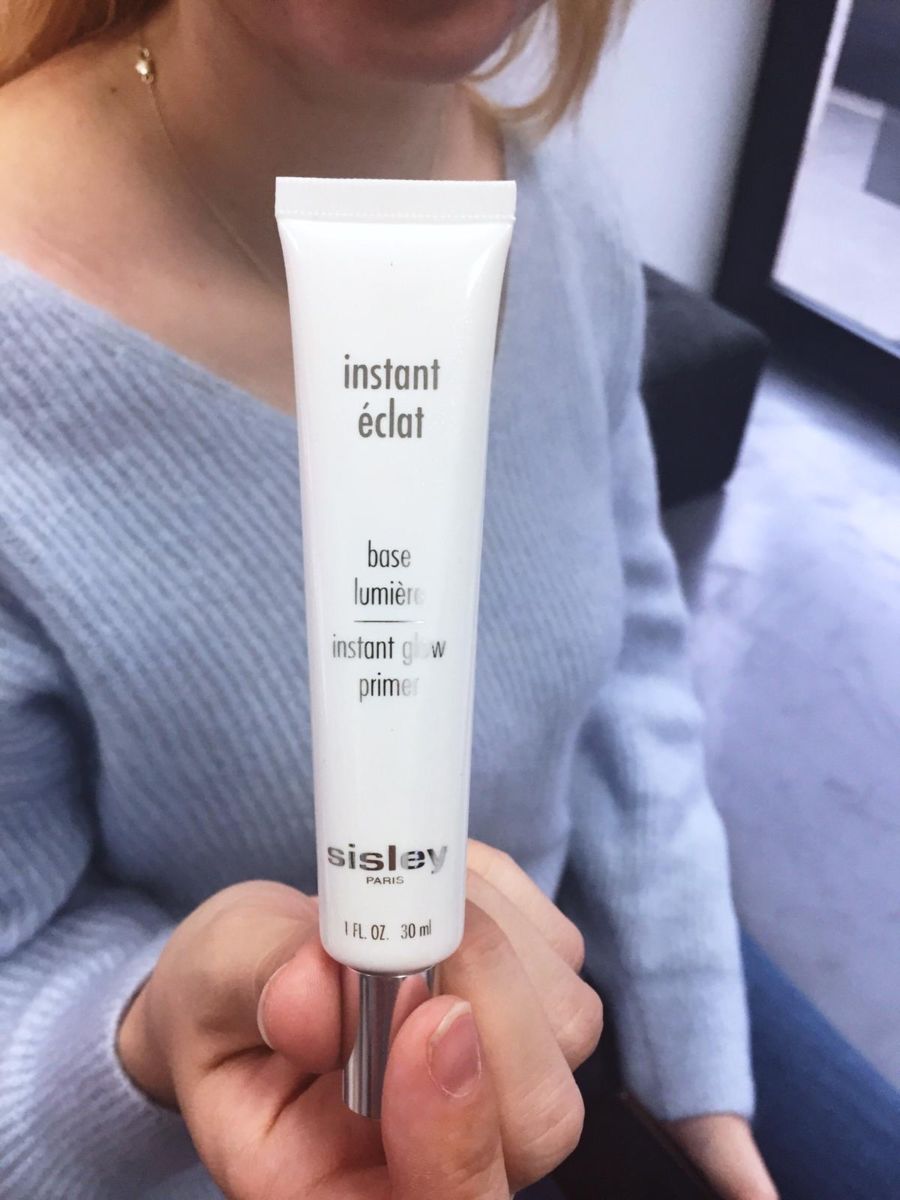 instant
éclat
base
lumière
instant glow
primer
sisley
PARIS
1 FL. OZ. 30 ml